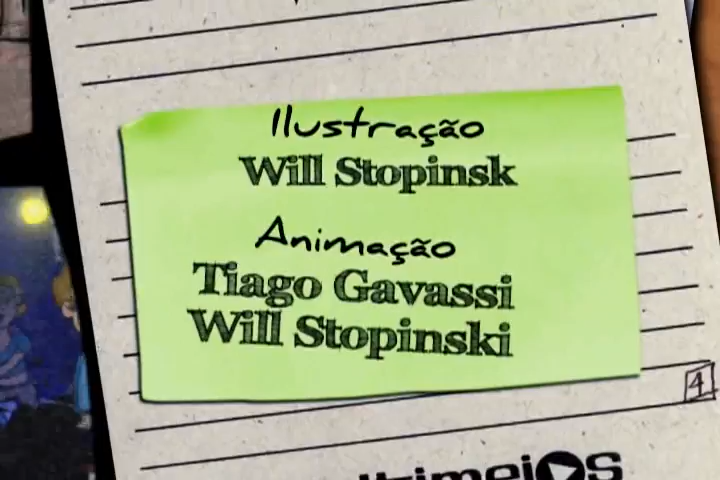 Ilustração
Will Stopinsk
Animação
Tiago Gavassi
Will Stopinski
4